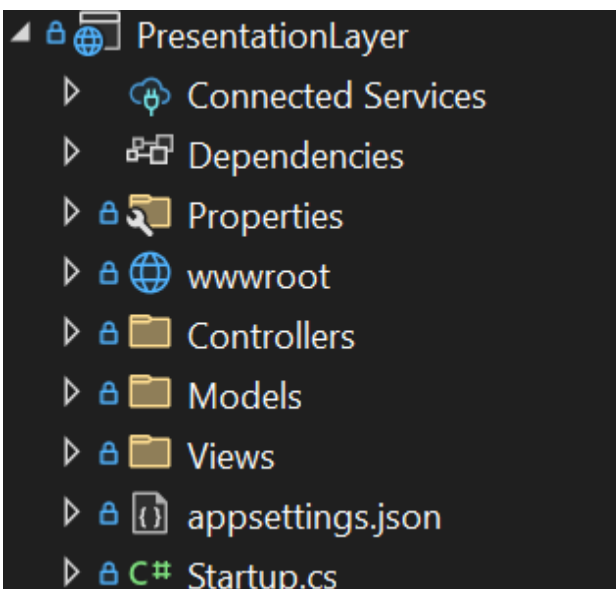 PresentationLayer
Connected Services
Dependencies
Properties
wwwroot
Controllers
Models
Views
appsettings.json
C# Startup.cs